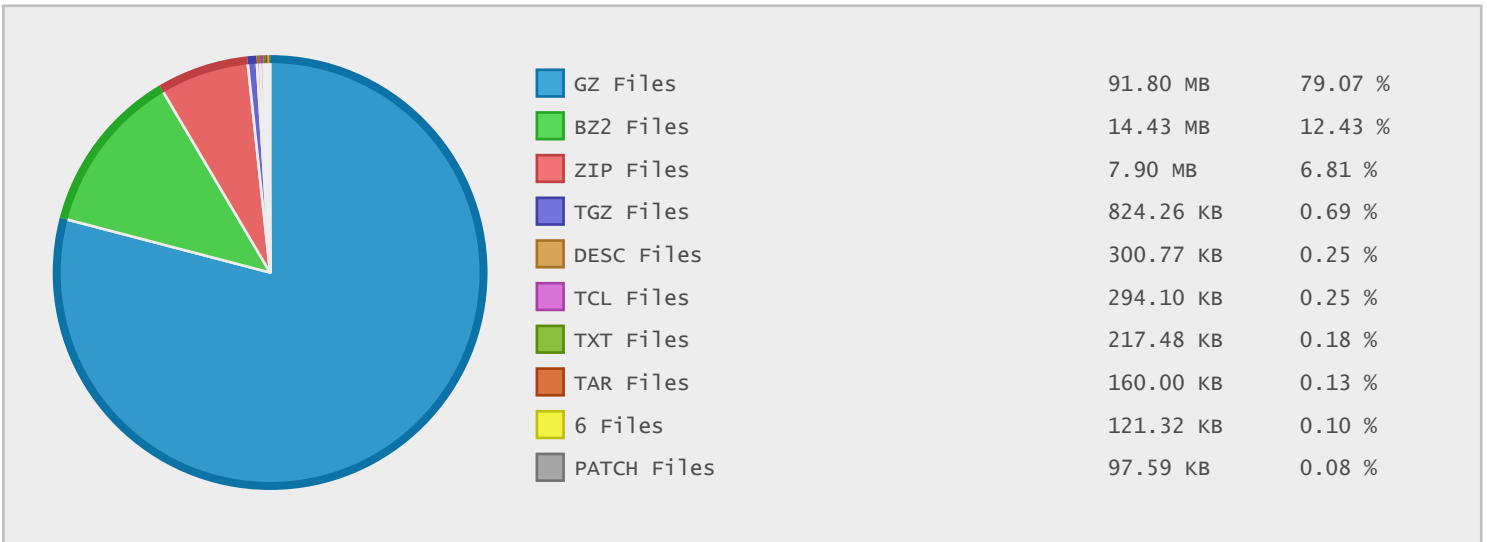 GZ Files 91.80 MB 79.07 %
BZ2 Files 14.43 MB 12.43 %
ZIP Files 7.90 MB 6.81 %
TGZ Files 824.26 KB 0.69 %
DESC Files 300.77 KB 0.25 %
TCL Files 294.10 KB 0.25 %
TXT Files 217.48 KB 0.18 %
TAR Files 160.00 KB 0.13 %
6 Files 121.32 KB 0.10 %
PATCH Files 97.59 KB 0.08 %